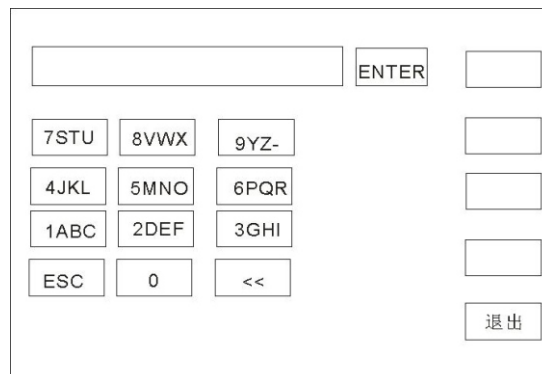 ENTER
7STU 8VWX 9YZ-
4JKL 5MNO 6PQR
1ABC 2DEF 3GHI
ESC 0 <<
退出